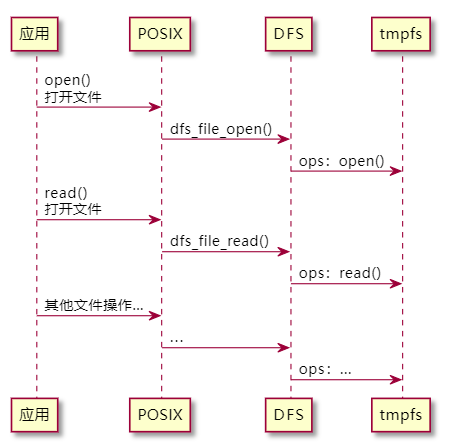 应用
POSIX
DFS
tmpfs
open()
打开文件
dfs_file_open()
ops: open()
read()
打开文件
dfs_file_read()
ops: read()
其他文件操作...
...
ops: ...
应用
POSIX
DFS
tmpfs